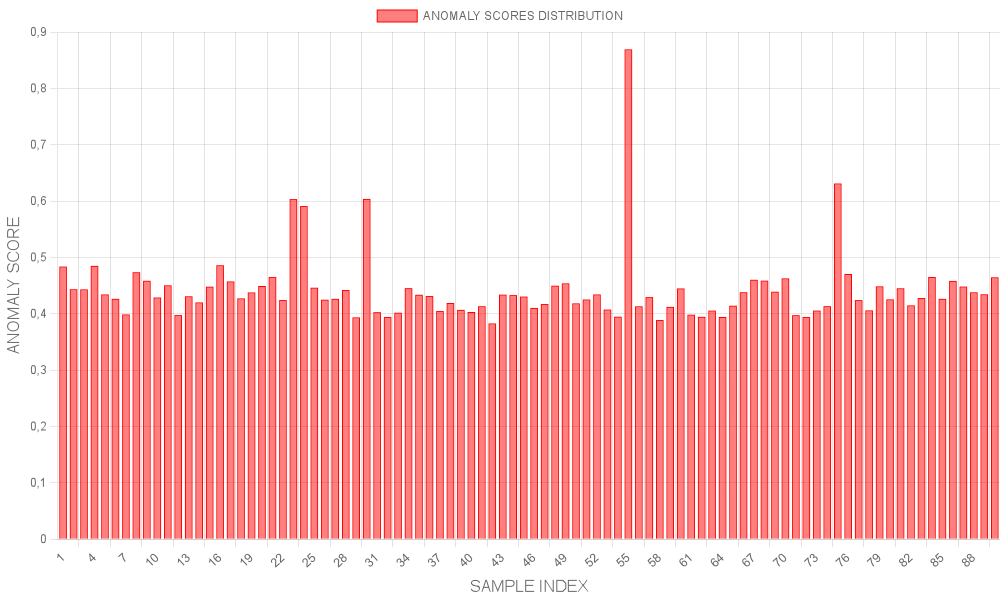 ANOMALY SCORES DISTRIBUTION
0,9
0,8
0,7
0,6
0,5
0,4
0,3
0,2
0,1
0
ANOMALY SCORE
1 4 7 10 13 16 19 22 25 28 31 34 37 40 43 46 49 52 55 58 61 64 67 70 73 76 79 82 85 88
SAMPLE INDEX